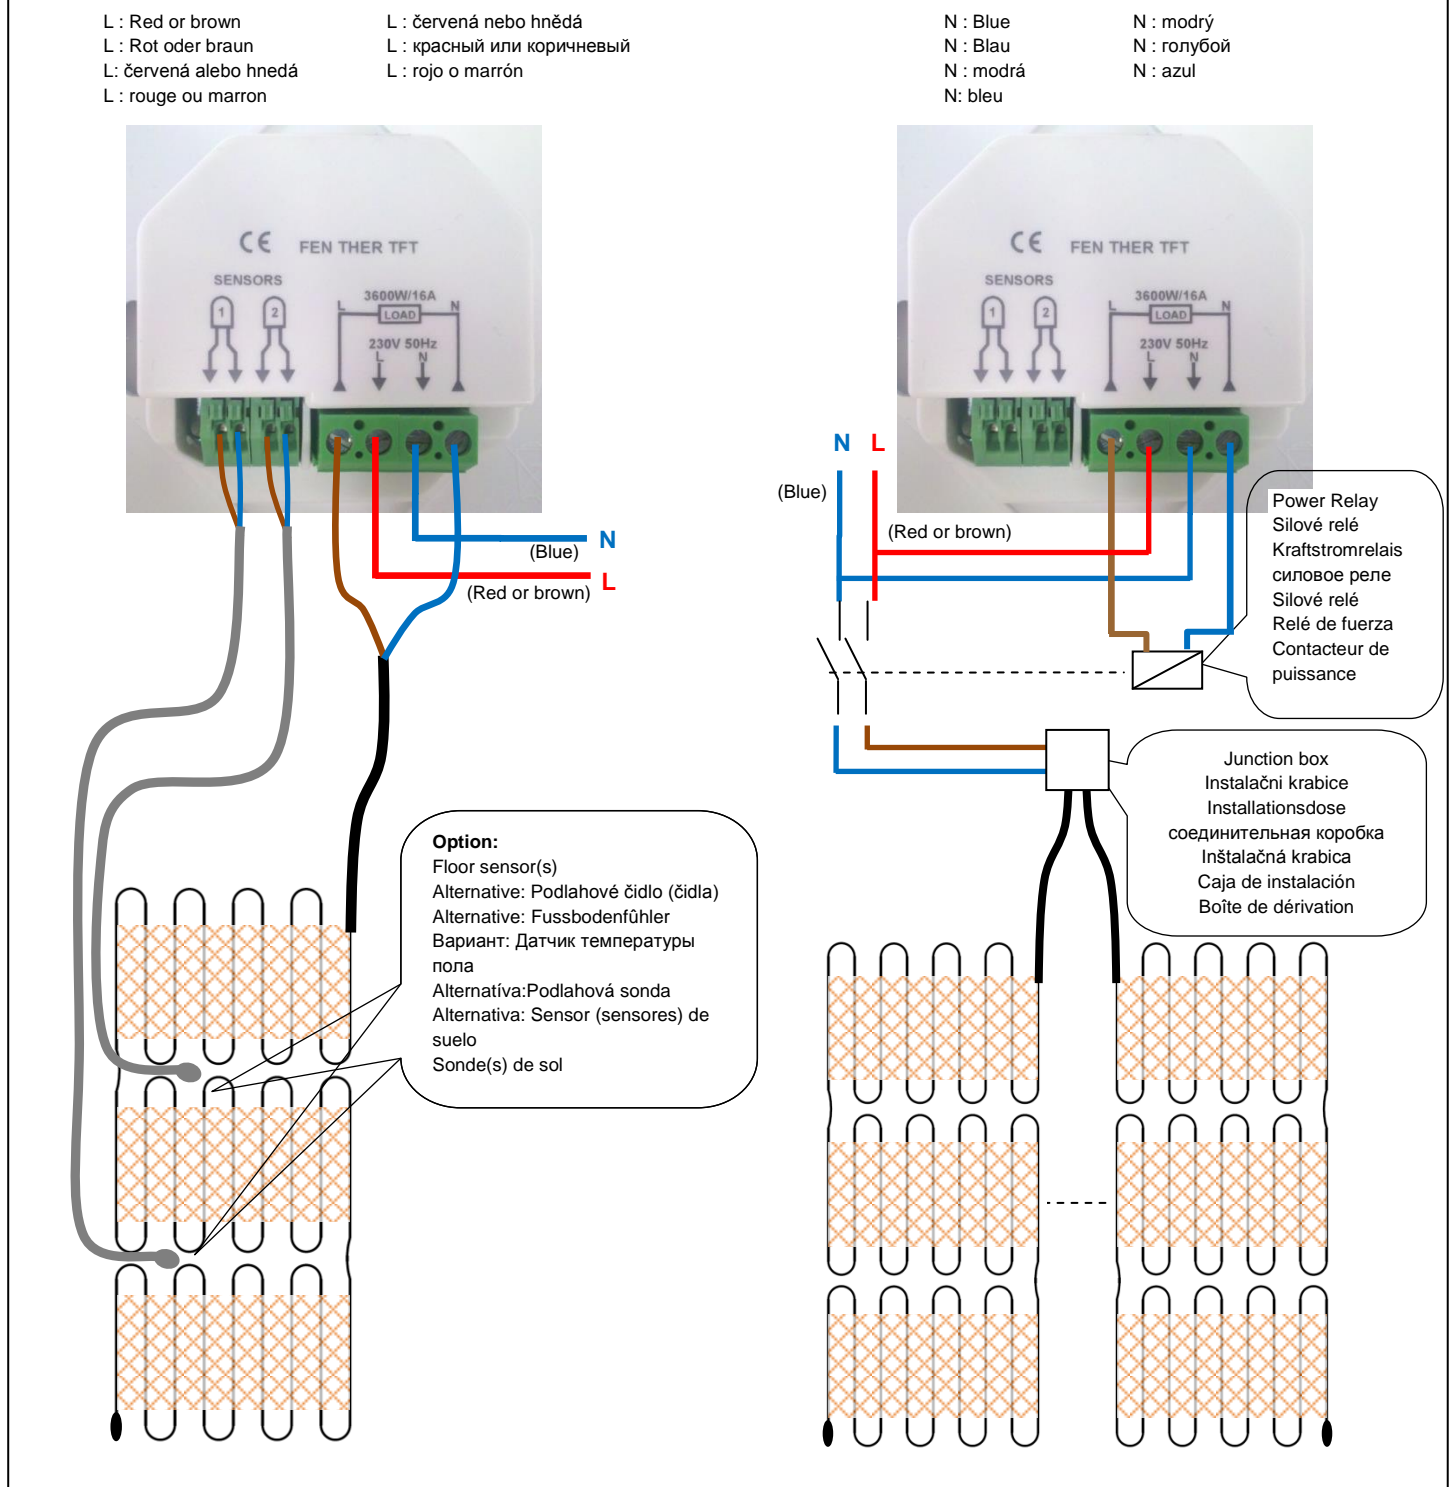 L : Red or brown
L : Rot oder braun
L: červená alebo hnedá
L : rouge ou marron
L : červená nebo hnědá
L : красный или коричневый
L : rojo o marrón
N : Blue
N : Blau
N : modrá
N: bleu
N : modrý
N : голубой
N : azul
CE FEN THER TFT
SENSORS
1 2
3600W/16A
L LOAD N
230V 50Hz
L N
(Blue) N
(Red or brown) L
CE FEN THER TFT
SENSORS
1 2
3600W/16A
L LOAD N
230V 50Hz
L N
N L
(Blue)
(Red or brown)
Power Relay
Silové relé
Kraftstromrelais
силовое реле
Silové relé
Relé de fuerza
Contacteur de
puissance
Junction box
Instalačni krabice
Installationsdose
соединительная коробка
Inštalačná krabica
Caja de instalación
Boîte de dérivation
Option:
Floor sensor(s)
Alternative: Podlahové čidlo (čidla)
Alternative: Fussbodenfûhler
Вариант: Датчик температуры
пола
Alternatíva:Podlahová sonda
Alternativa: Sensor (sensores) de
suelo
Sonde(s) de sol